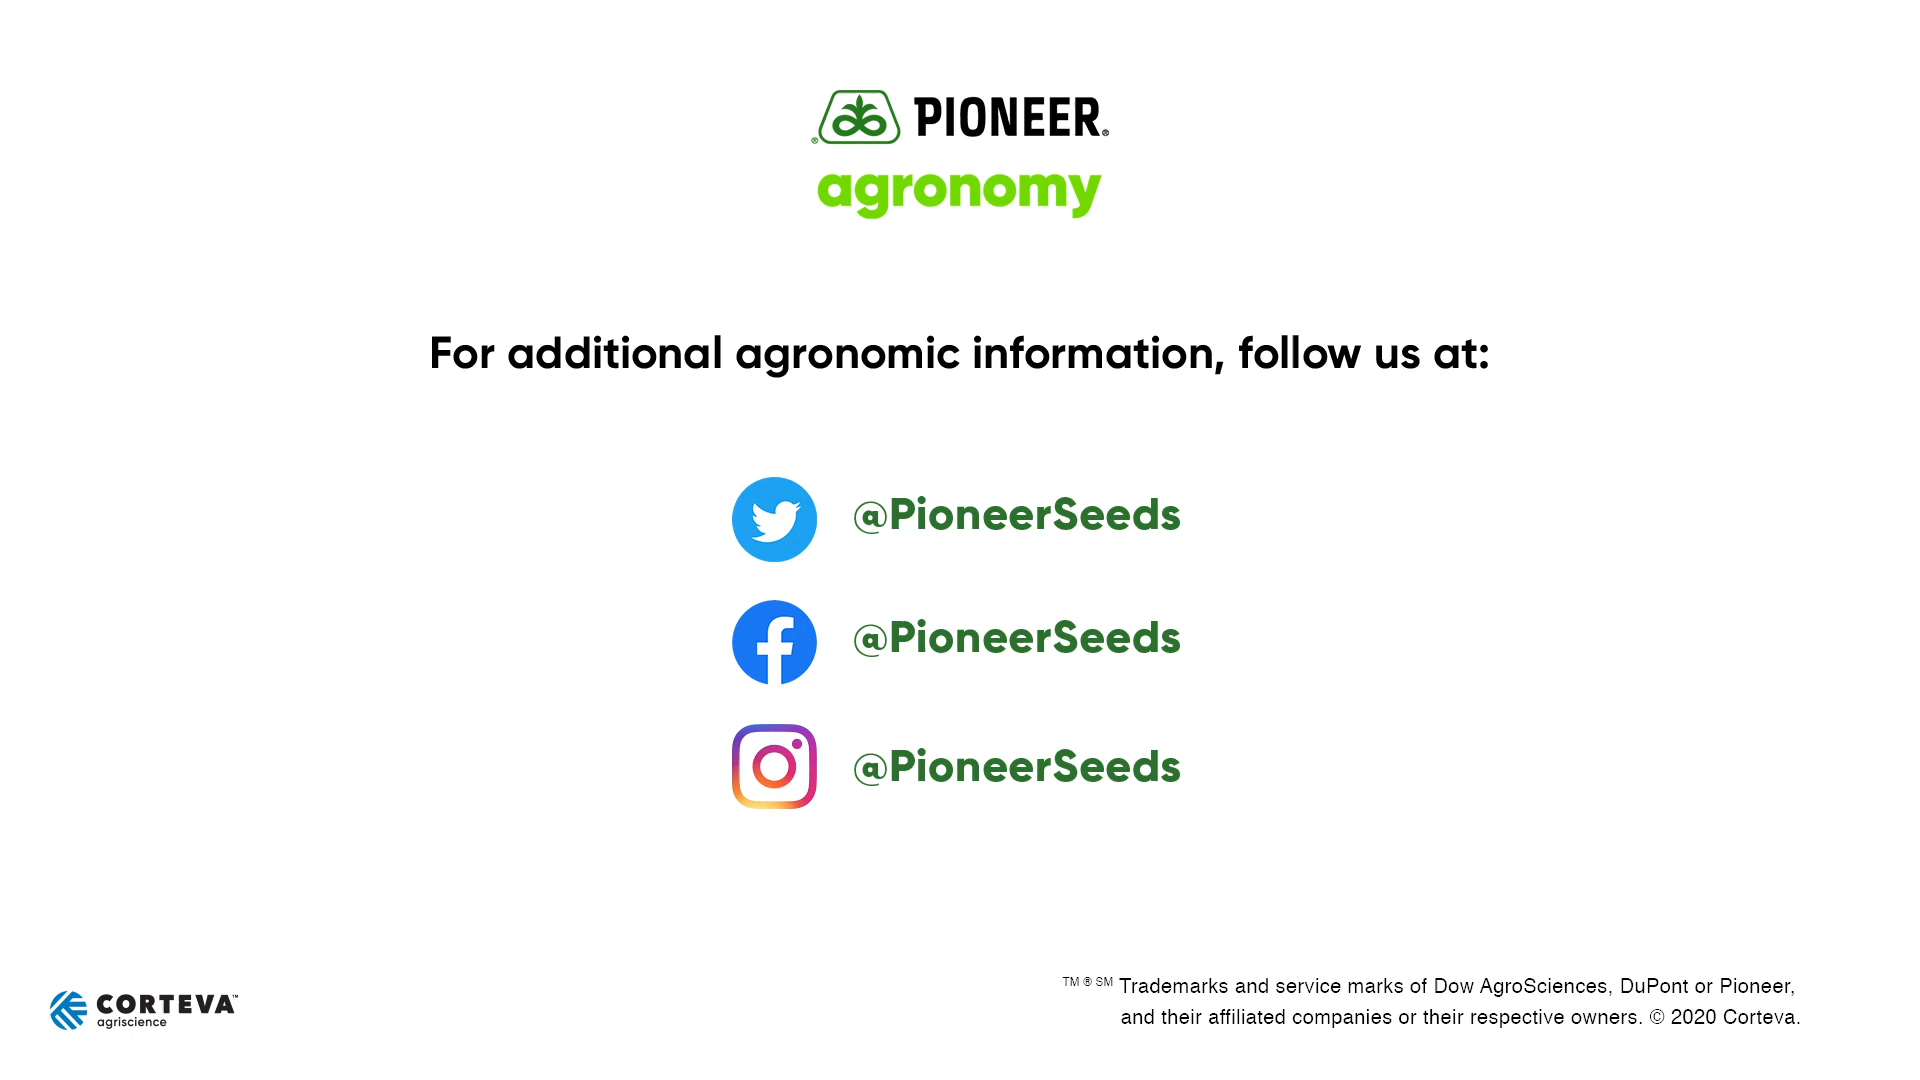 PIONEER®
agronomy
For additional agronomic information, follow us at:
@PioneerSeeds
@PioneerSeeds
@PioneerSeeds
CORTEVA™
agriscience
TM ® SM Trademarks and service marks of Dow AgroSciences, DuPont or Pioneer,
and their affiliated companies or their respective owners. © 2020 Corteva.